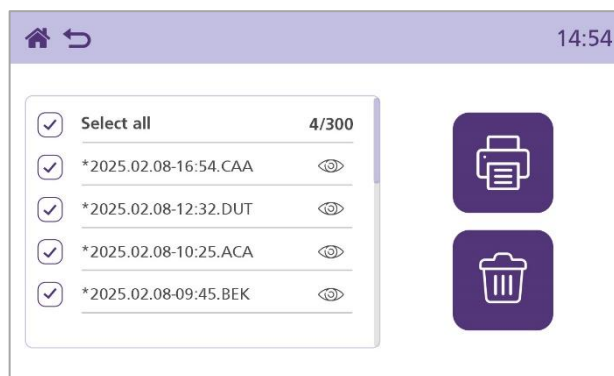 14:54
Select all 4/300
*2025.02.08-16:54.CAA
*2025.02.08-12:32.DUT
*2025.02.08-10:25.ACA
*2025.02.08-09:45.BEK